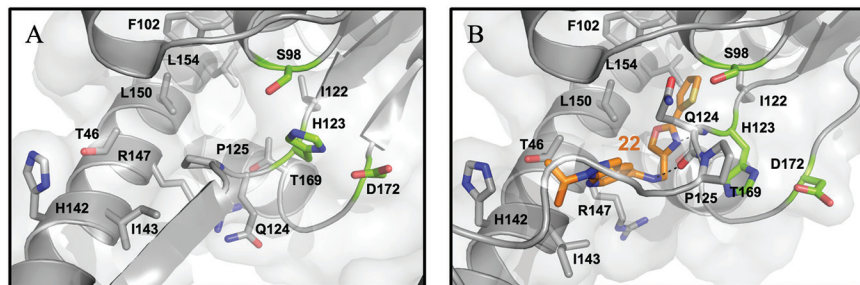 A
F102
L154
S98
L150
I122
H123
T46
P125
R147
T169
D172
H142
I143
Q124
B
F102
L154
S98
L150
I122
Q124
22
H123
T46
D172
T169
P125
H142
R147
I143